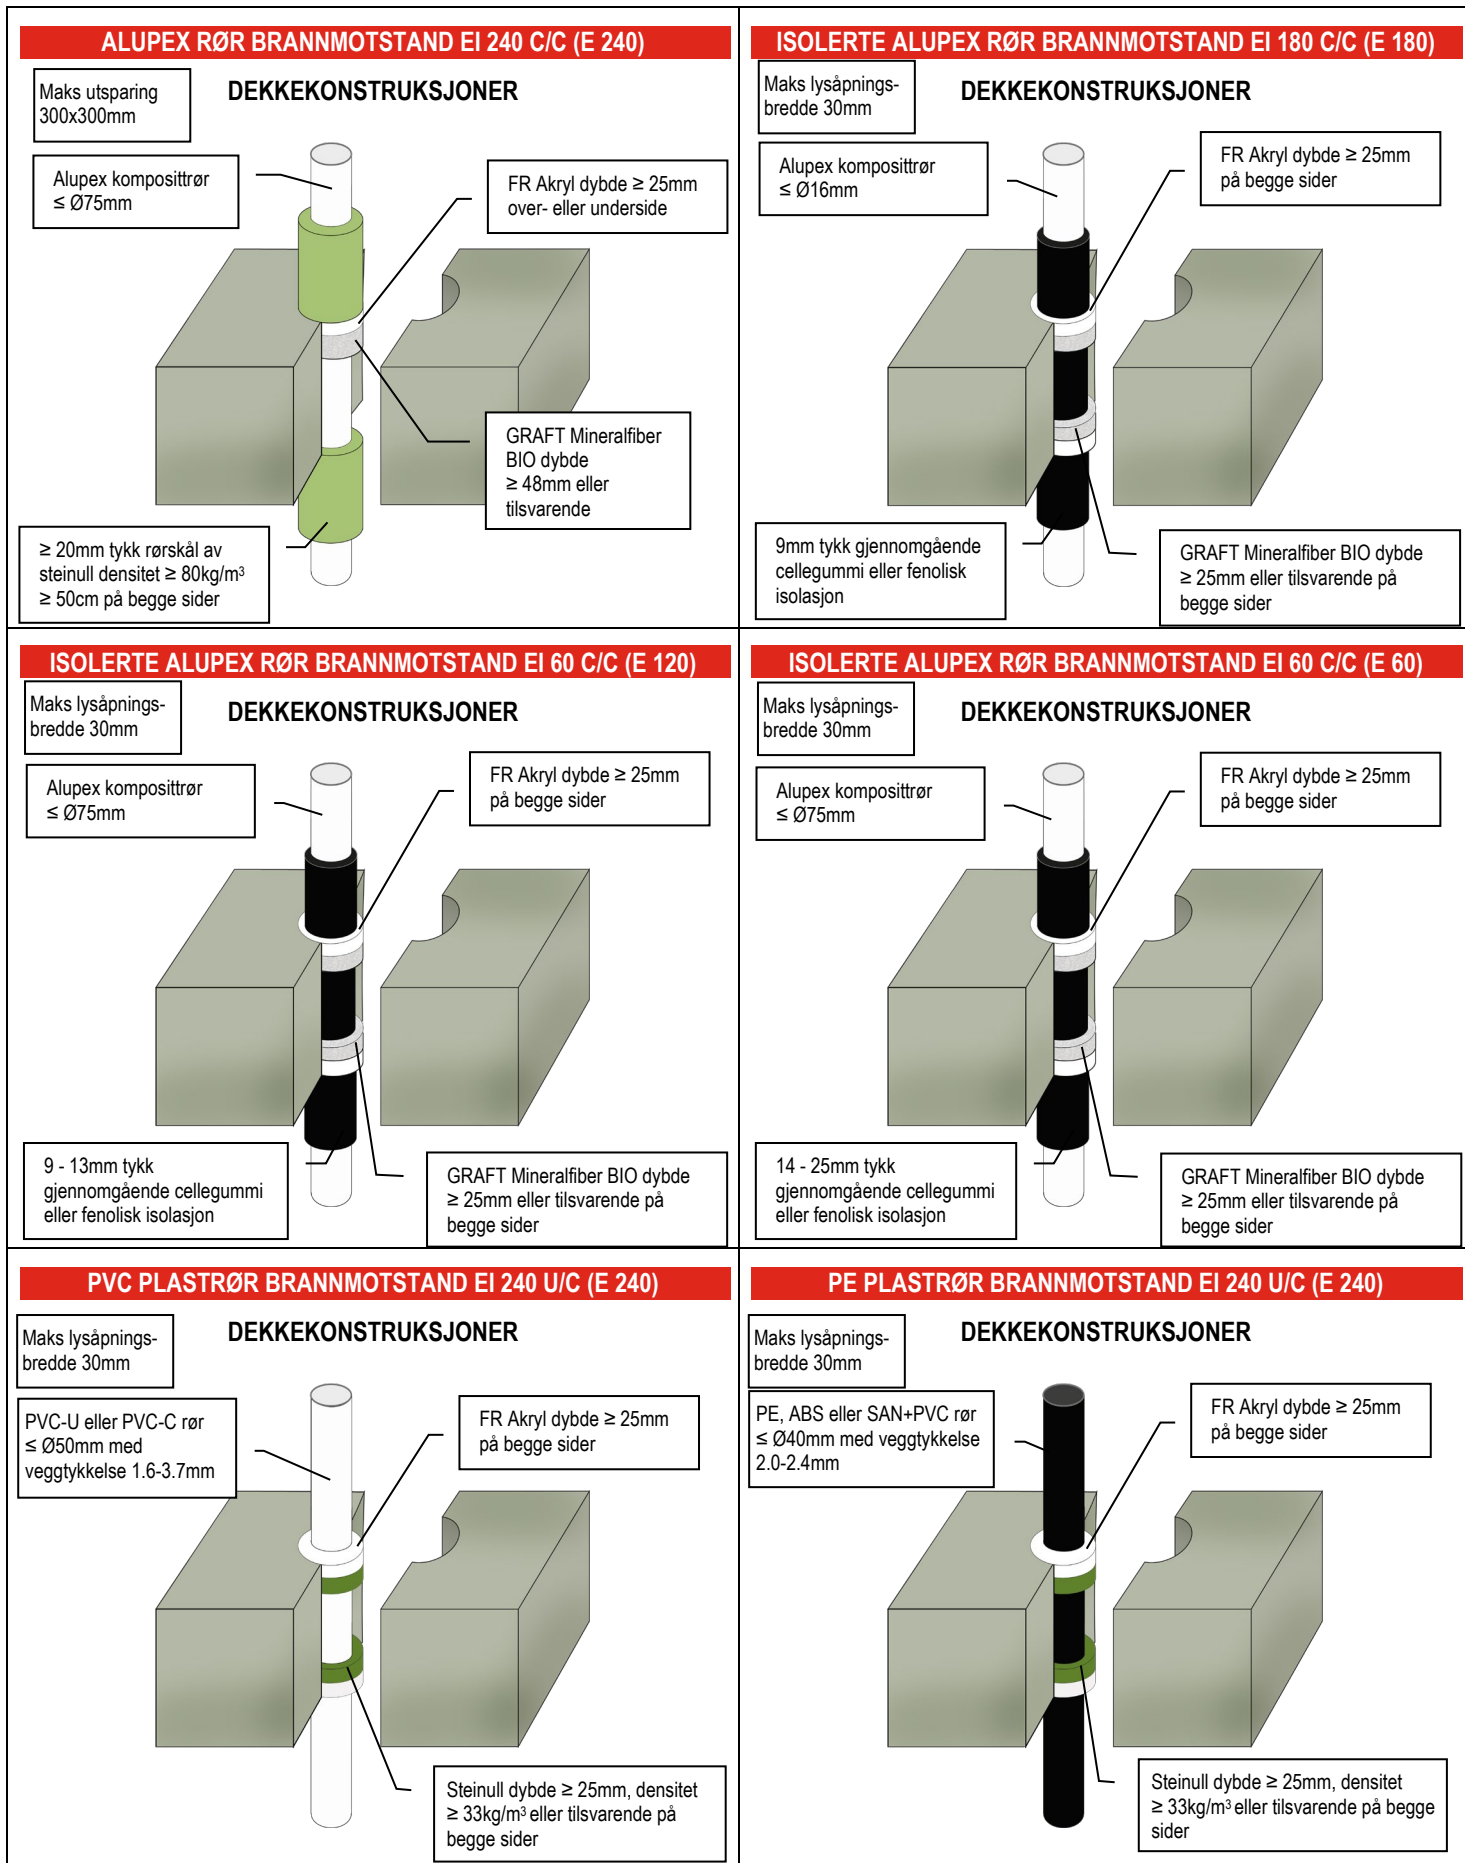 ALUPEX RØR BRANNMOTSTAND EI 240 C/C (E 240)
Maks utsparing
300x300mm
DEKKEKONSTRUKSJONER
Alupex komposittrør
≤ Ø75mm
FR Akryl dybde ≥ 25mm
over- eller underside
GRAFT Mineralfiber
BIO dybde
≥ 48mm eller
tilsvarende
≥ 20mm tykk rørskål av
steinull densitet ≥ 80kg/m³
≥ 50cm på begge sider
ISOLERTE ALUPEX RØR BRANNMOTSTAND EI 180 C/C (E 180)
Maks lysåpnings-
bredde 30mm
DEKKEKONSTRUKSJONER
Alupex komposittrør
≤ Ø16mm
FR Akryl dybde ≥ 25mm
på begge sider
9mm tykk gjennomgående
cellegummi eller fenolisk
isolasjon
GRAFT Mineralfiber BIO dybde
≥ 25mm eller tilsvarende på
begge sider
ISOLERTE ALUPEX RØR BRANNMOTSTAND EI 60 C/C (E 120)
Maks lysåpnings-
bredde 30mm
DEKKEKONSTRUKSJONER
Alupex komposittrør
≤ Ø75mm
FR Akryl dybde ≥ 25mm
på begge sider
9 - 13mm tykk
gjennomgående cellegummi
eller fenolisk isolasjon
GRAFT Mineralfiber BIO dybde
≥ 25mm eller tilsvarende på
begge sider
ISOLERTE ALUPEX RØR BRANNMOTSTAND EI 60 C/C (E 60)
Maks lysåpnings-
bredde 30mm
DEKKEKONSTRUKSJONER
Alupex komposittrør
≤ Ø75mm
FR Akryl dybde ≥ 25mm
på begge sider
14 - 25mm tykk
gjennomgående cellegummi
eller fenolisk isolasjon
GRAFT Mineralfiber BIO dybde
≥ 25mm eller tilsvarende på
begge sider
PVC PLASTRØR BRANNMOTSTAND EI 240 U/C (E 240)
Maks lysåpnings-
bredde 30mm
DEKKEKONSTRUKSJONER
PVC-U eller PVC-C rør
≤ Ø50mm med
veggtykkelse 1.6-3.7mm
FR Akryl dybde ≥ 25mm
på begge sider
Steinull dybde ≥ 25mm, densitet
≥ 33kg/m³ eller tilsvarende på
begge sider
PE PLASTRØR BRANNMOTSTAND EI 240 U/C (E 240)
Maks lysåpnings-
bredde 30mm
DEKKEKONSTRUKSJONER
PE, ABS eller SAN+PVC rør
≤ Ø40mm med veggtykkelse
2.0-2.4mm
FR Akryl dybde ≥ 25mm
på begge sider
Steinull dybde ≥ 25mm, densitet
≥ 33kg/m³ eller tilsvarende på begge
sider